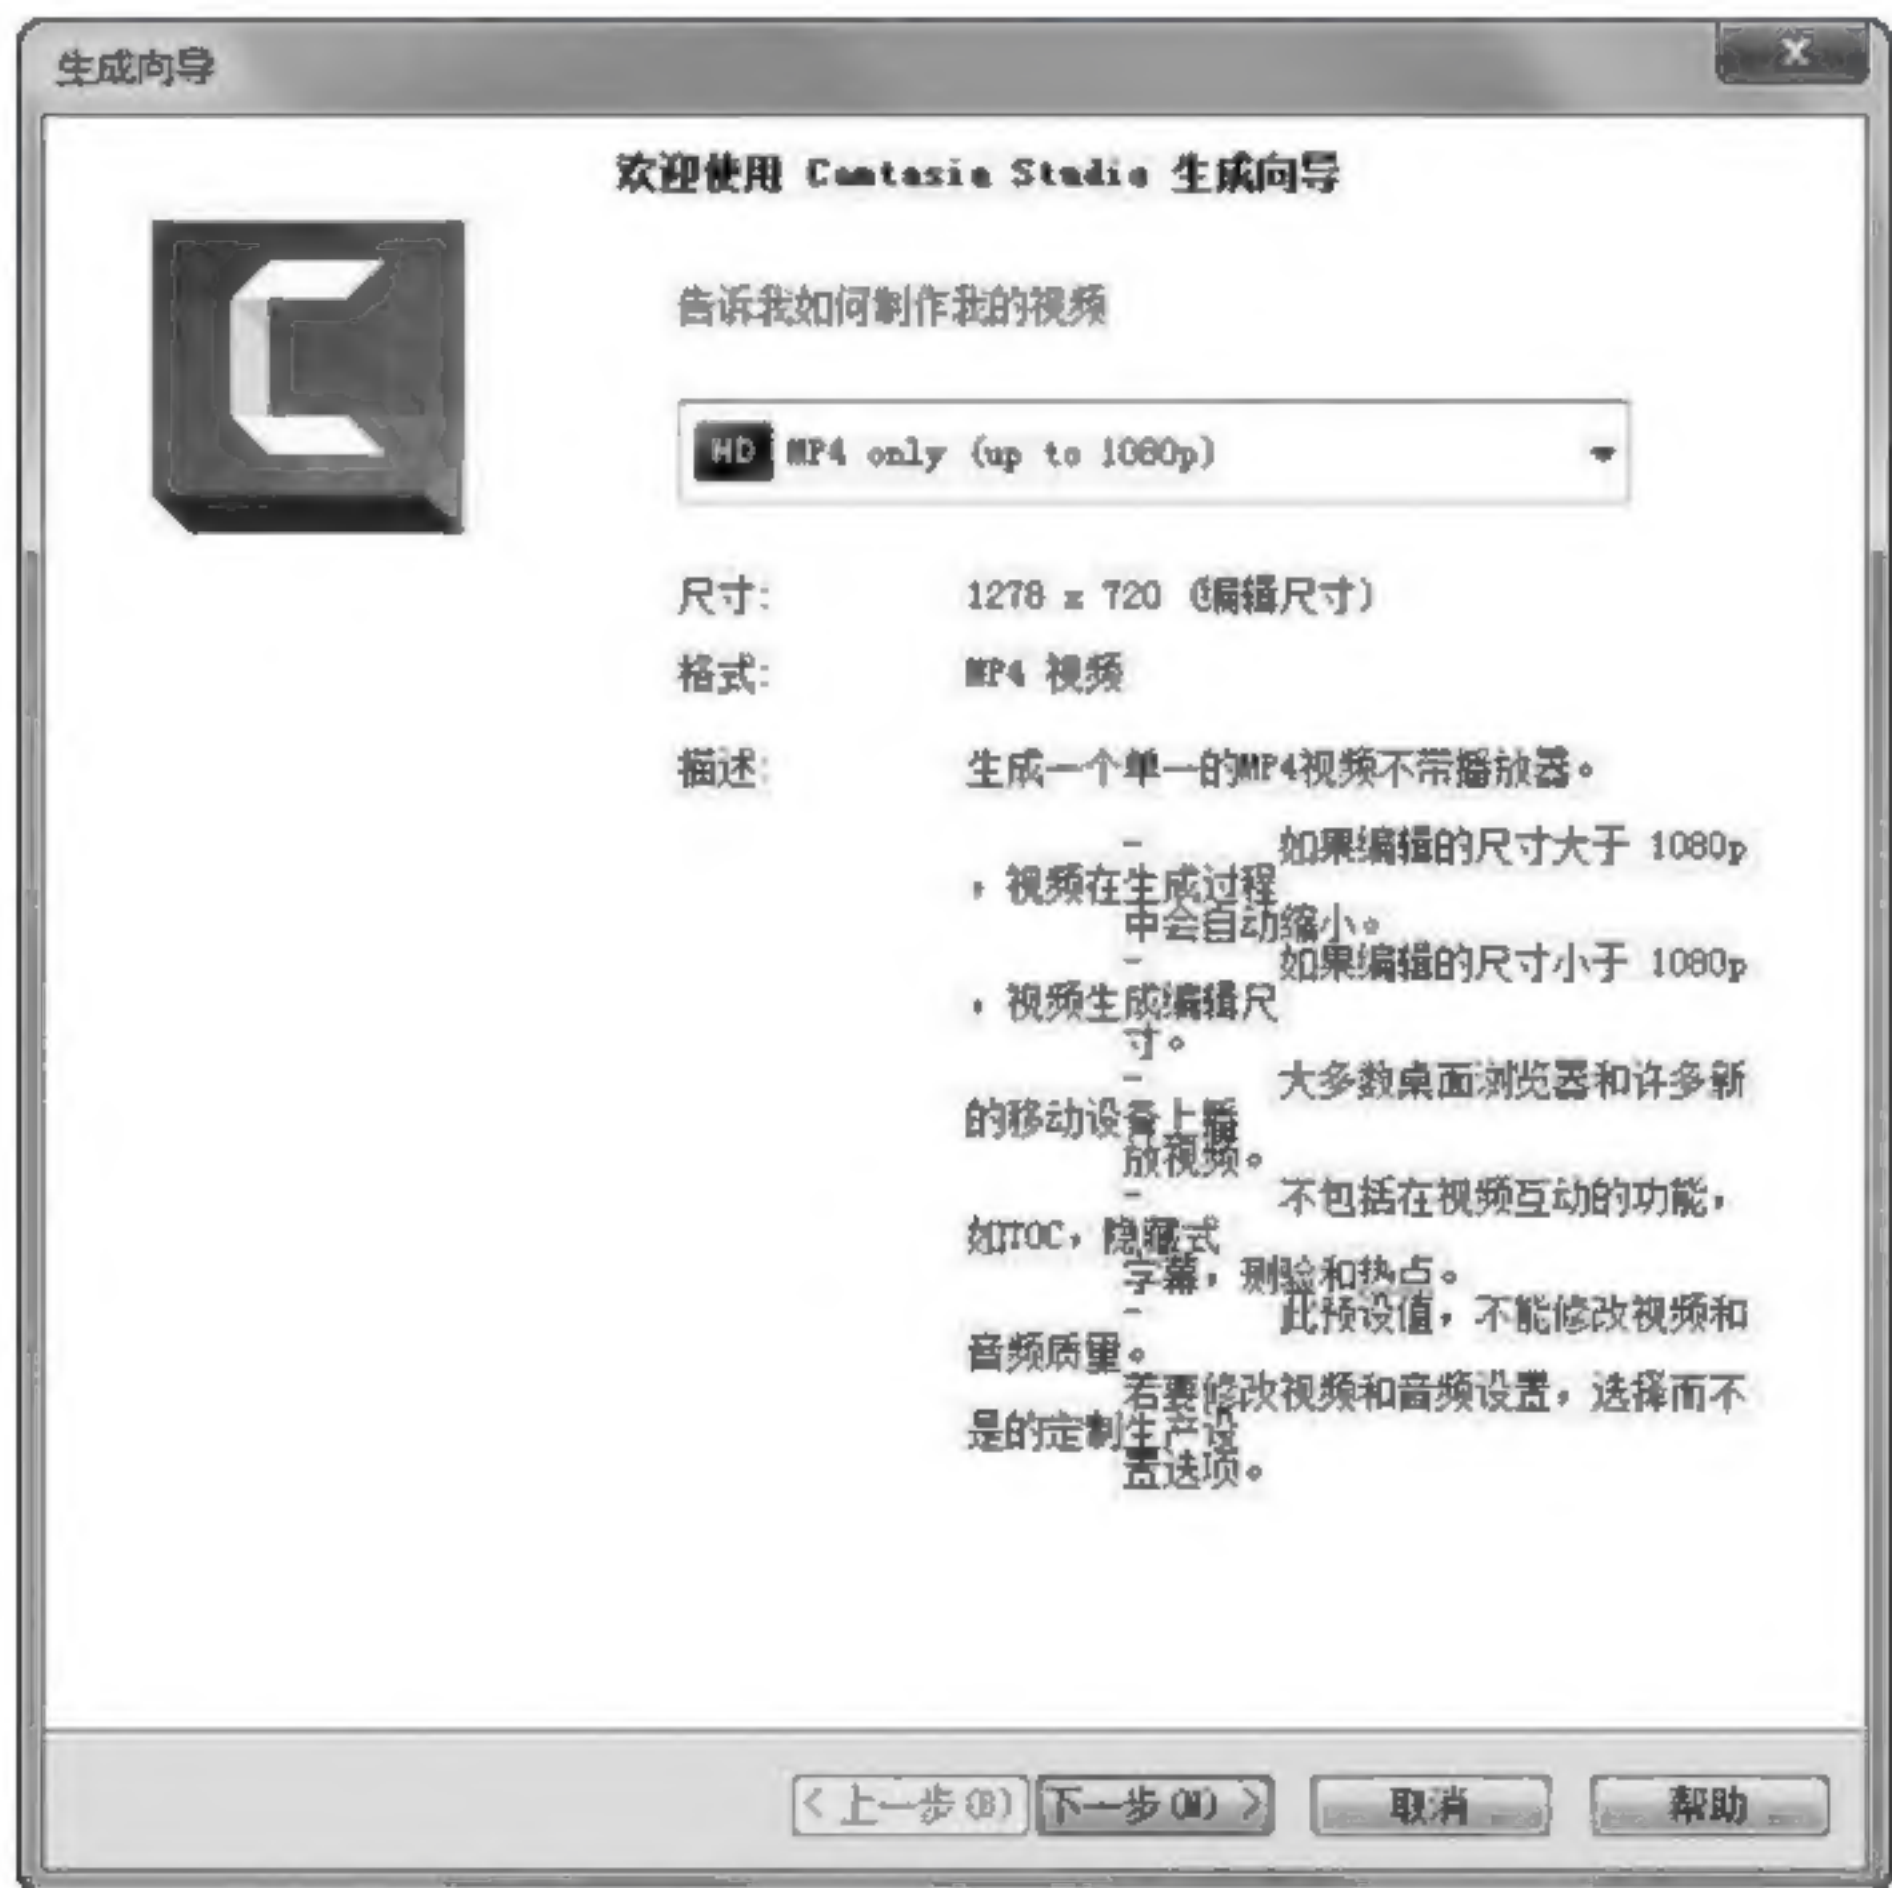 生成向导
欢迎使用 Camtasia Studio 生成向导
告诉我如何制作我的视频
HD MP4 only (up to 1080p)
尺寸: 1278 x 720 (编辑尺寸)
格式: MP4 视频
描述: 生成一个单一的MP4视频不带播放器。
- 如果编辑的尺寸大于 1080p
，视频在生成过程
中会自动缩小。
- 如果编辑的尺寸小于 1080p
，视频生成编辑尺
寸。
- 大多数桌面浏览器和许多新
的移动设备上播
放视频。
- 不包括在视频互动的功能，
如TOC，隐藏式
字幕，测验和热点。
- 此预设值，不能修改视频和
音频质里。
若要修改视频和音频设置，选择而不
是的定制生产设
置选项。
< 上一步(B) 下一步(N) > 取消 帮助